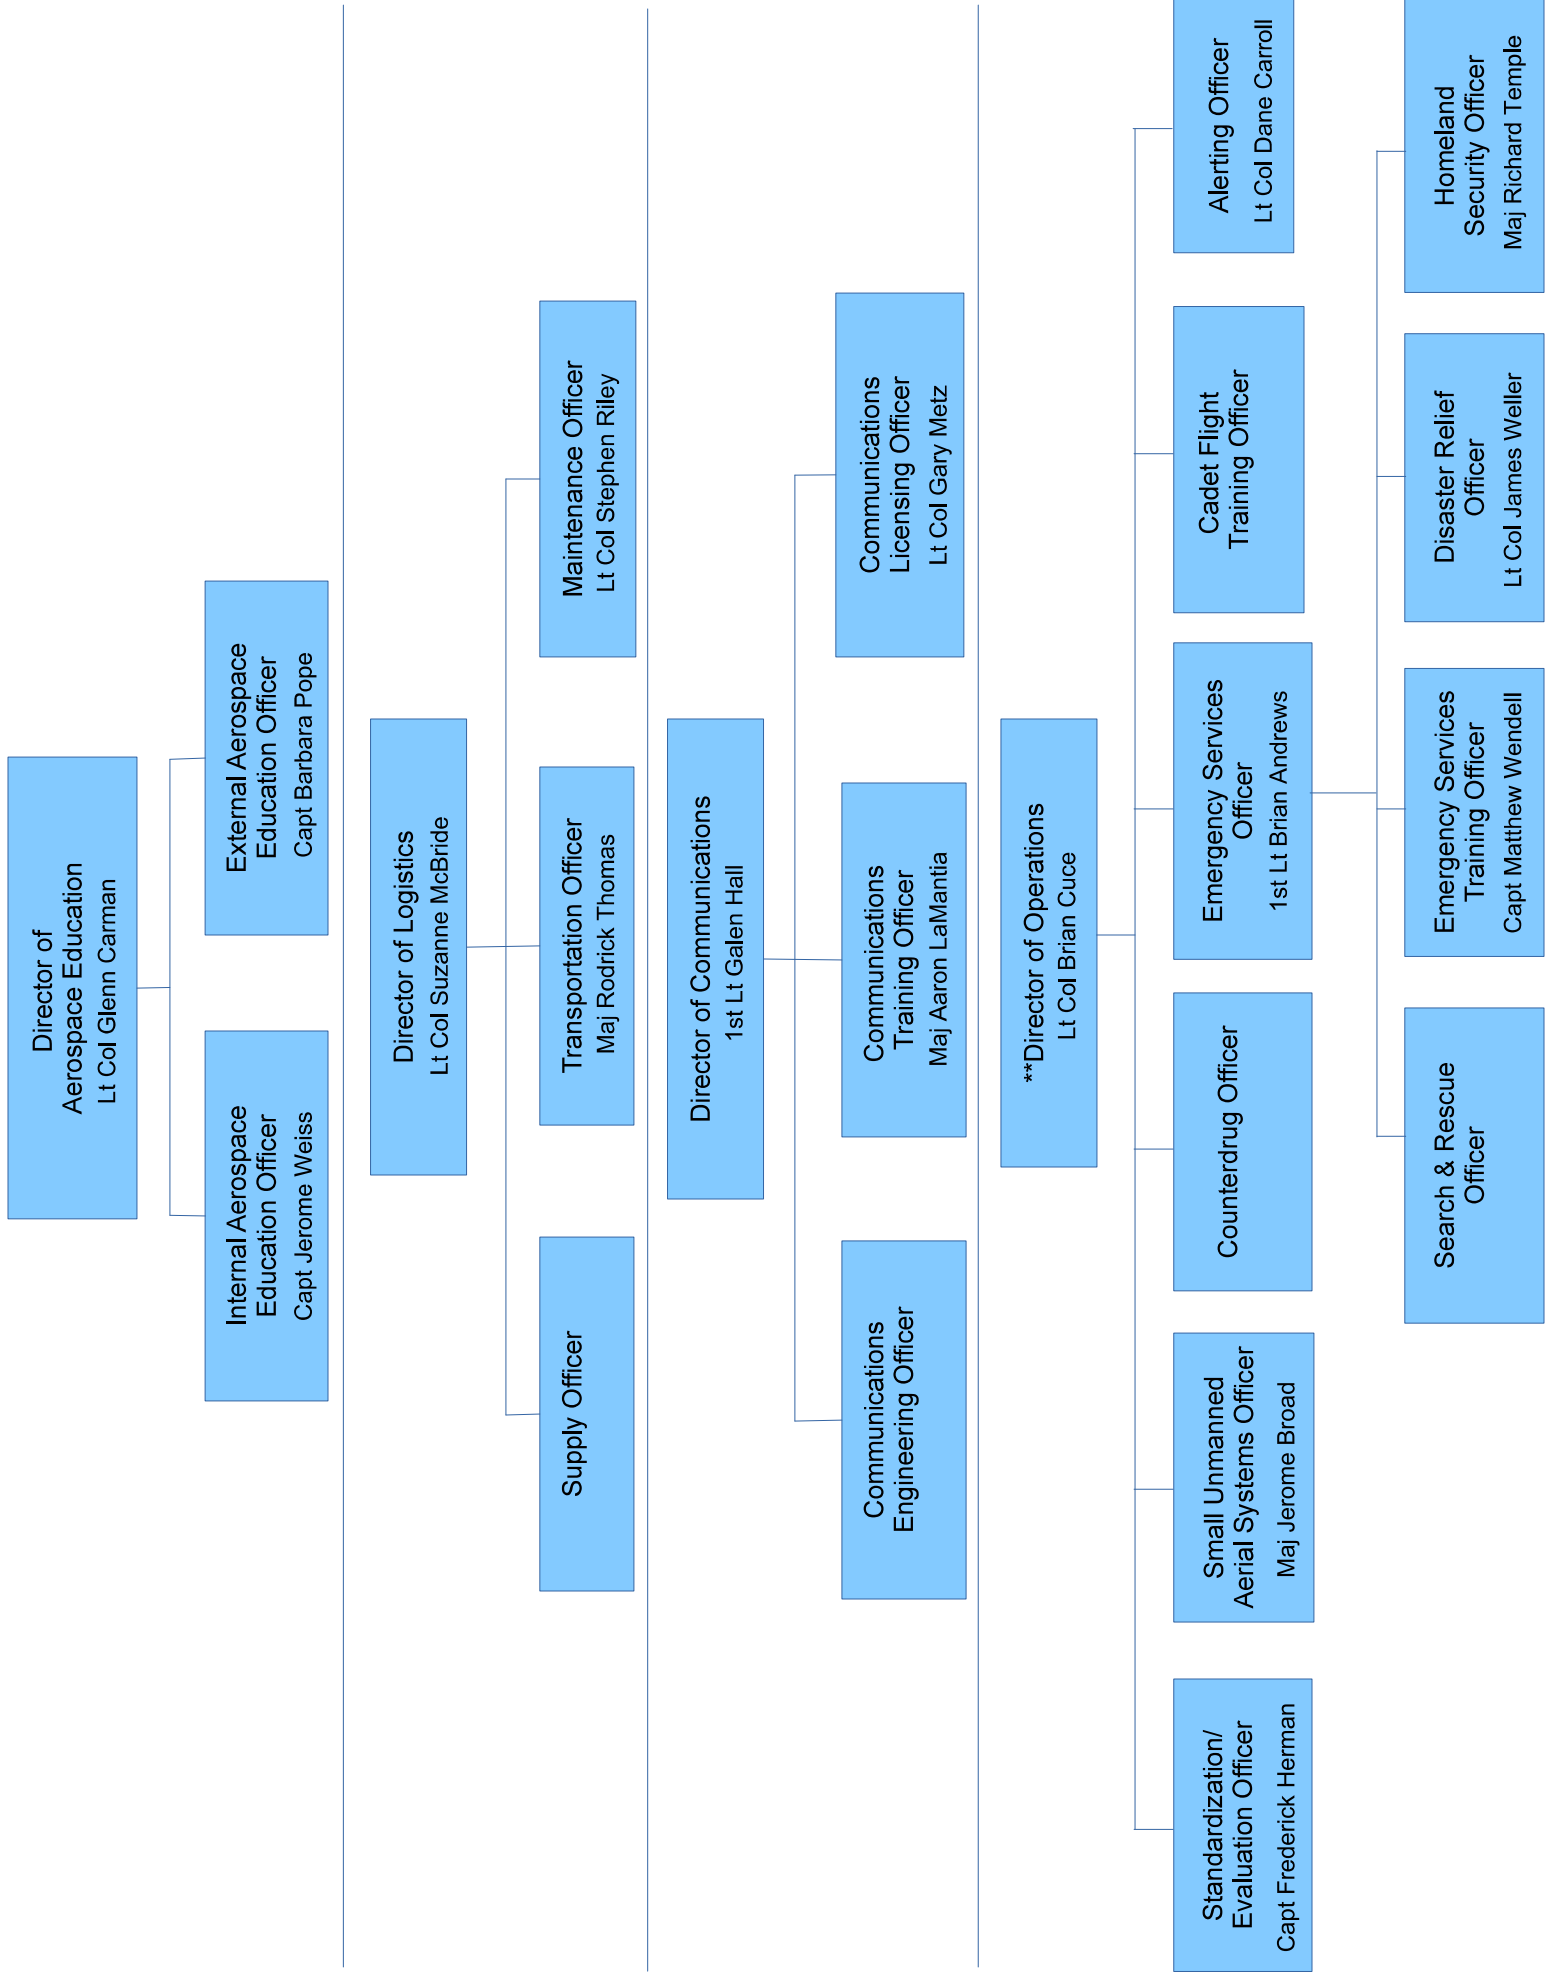 Director of
Aerospace Education
Lt Col Glenn Carman
Internal Aerospace
Education Officer
Capt Jerome Weiss
External Aerospace
Education Officer
Capt Barbara Pope
Director of Logistics
Lt Col Suzanne McBride
Supply Officer
Transportation Officer
Maj Rodrick Thomas
Maintenance Officer
Lt Col Stephen Riley
Director of Communications
1st Lt Galen Hall
Communications
Engineering Officer
Communications
Training Officer
Maj Aaron LaMantia
Communications
Licensing Officer
Lt Col Gary Metz
**Director of Operations
Lt Col Brian Cuce
Standardization/
Evaluation Officer
Capt Frederick Herman
Small Unmanned
Aerial Systems Officer
Maj Jerome Broad
Counterdrug Officer
Emergency Services
Officer
1st Lt Brian Andrews
Cadet Flight
Training Officer
Alerting Officer
Lt Col Dane Carroll
Search & Rescue
Officer
Emergency Services
Training Officer
Capt Matthew Wendell
Disaster Relief
Officer
Lt Col James Weller
Homeland
Security Officer
Maj Richard Temple